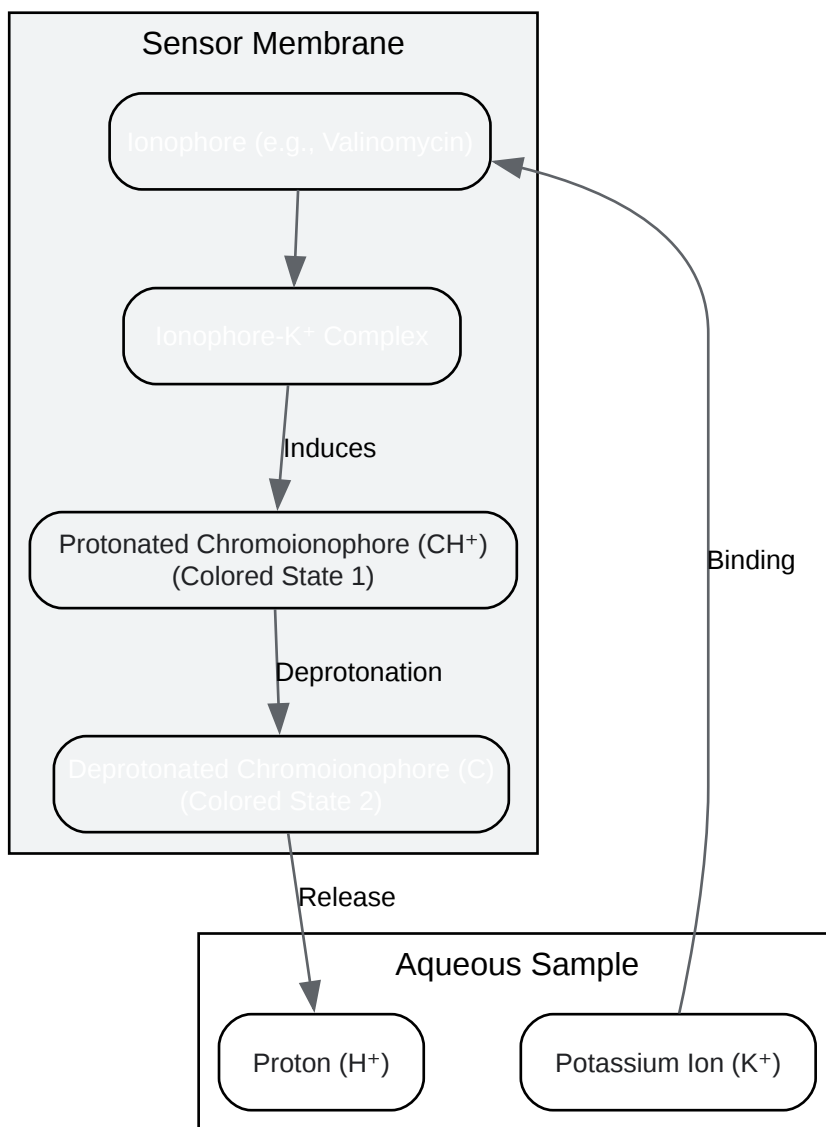 Sensor Membrane
Ionophore (e.g., Valinomycin)
Ionophore-K⁺ Complex
Induces
Protonated Chromoionophore (CH⁺)
(Colored State 1)
Binding
Deprotonation
Deprotonated Chromoionophore (C)
(Colored State 2)
Release
Aqueous Sample
Proton (H⁺)
Potassium Ion (K⁺)